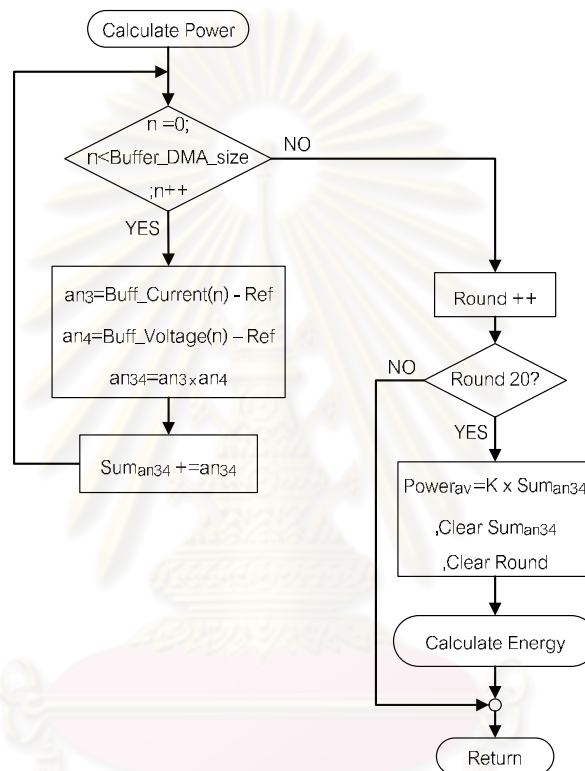 Calculate Power
n =0;
n<Buffer_DMA_size
;n++
NO
YES
an3=Buff_Current(n) - Ref
an4=Buff_Voltage(n) – Ref
an34=an3 x an4
Suman34 +=an34
Round ++
Round 20?
NO
YES
Powerav=K x Suman34
,Clear Suman34
,Clear Round
Calculate Energy
Return